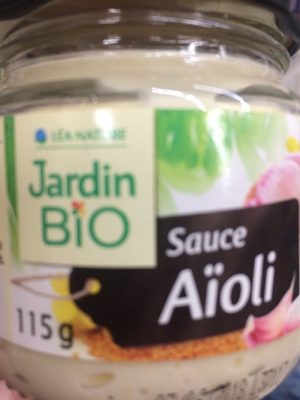 LÉA NATURE
Jardin
BiO
Sauce
Aïoli
115g